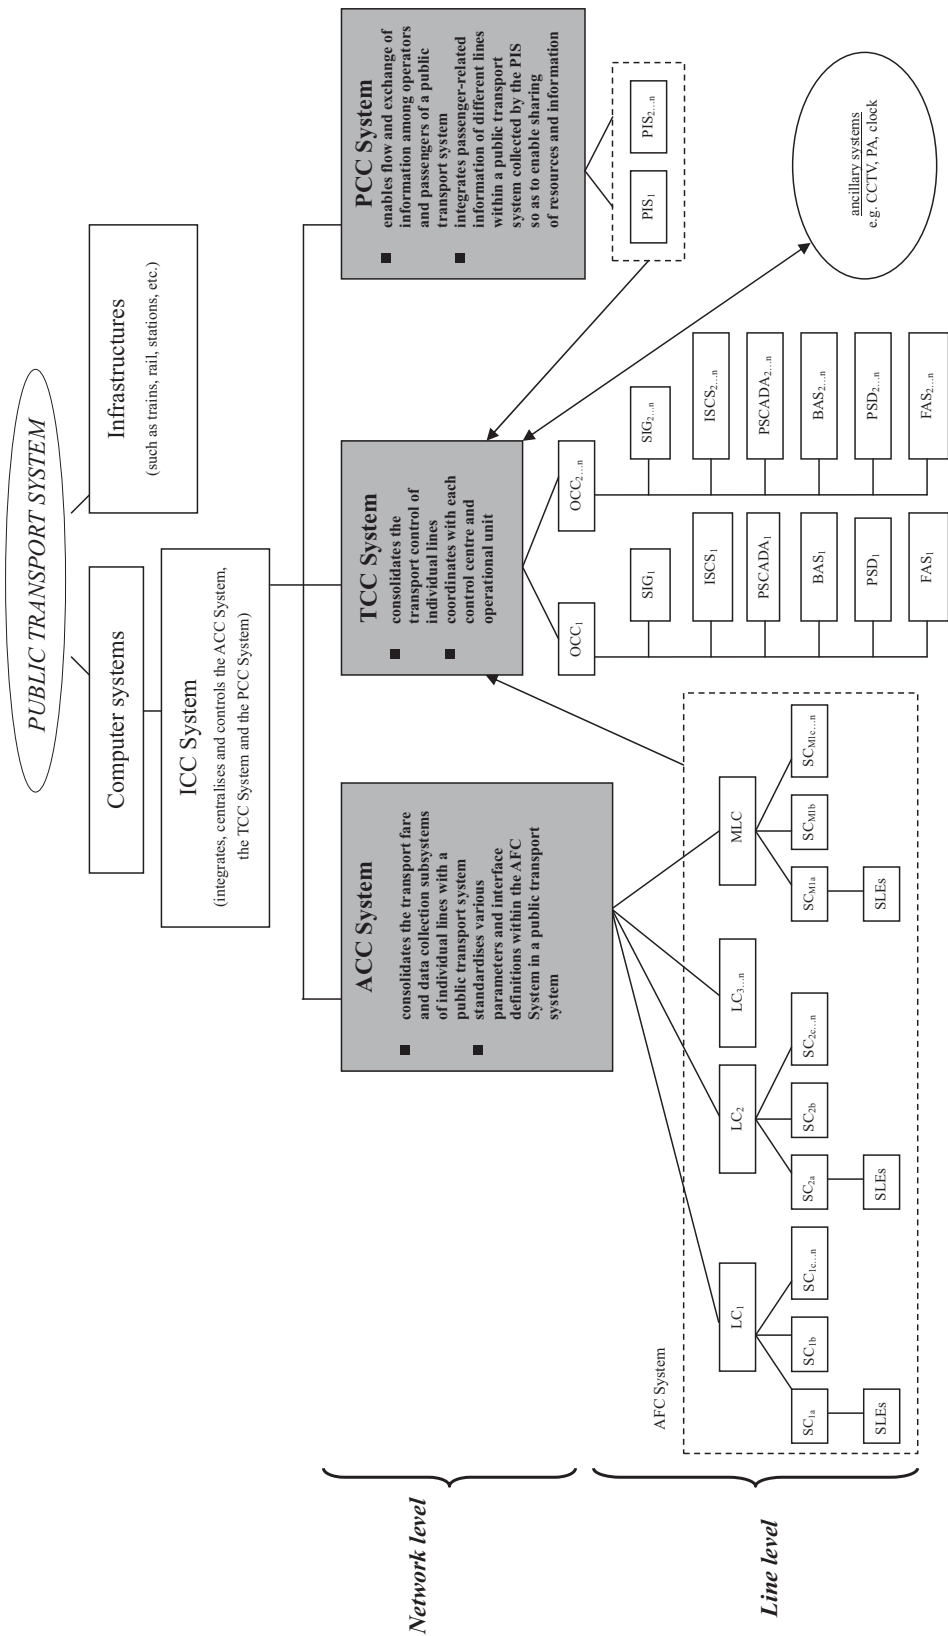 PUBLIC TRANSPORT SYSTEM
Computer systems
Infrastructures
(such as trains, rail, stations, etc.)
ICC System
(integrates, centralises and controls the ACC System,
the TCC System and the PCC System)
Network level
ACC System
■ consolidates the transport fare
and data collection subsystems
of individual lines with a
public transport system
■ standardises various
parameters and interface
definitions within the AFC
System in a public transport
system
TCC System
■ consolidates the
transport control of
individual lines
■ coordinates with each
control centre and
operational unit
PCC System
■ enables flow and exchange of
information among operators
and passengers of a public
transport system
■ integrates passenger-related
information of different lines
within a public transport
system collected by the PIS
so as to enable sharing
of resources and information
Line level
AFC System
LC1
LC2
LC3…n
MLC
SC1a
SC1b
SC1c…n
SC2a
SC2b
SC2c…n
SCM1a
SCM1b
SCM1c…n
SLEs
SLEs
SLEs
OCC1
OCC2…n
SIG1
SIG2…n
ISCS1
ISCS2…n
PSCADA1
PSCADA2…n
BAS1
BAS2…n
PSD1
PSD2…n
FAS1
FAS2…n
PIS1
PIS2…n
ancillary systems
e.g. CCTV, PA, clock